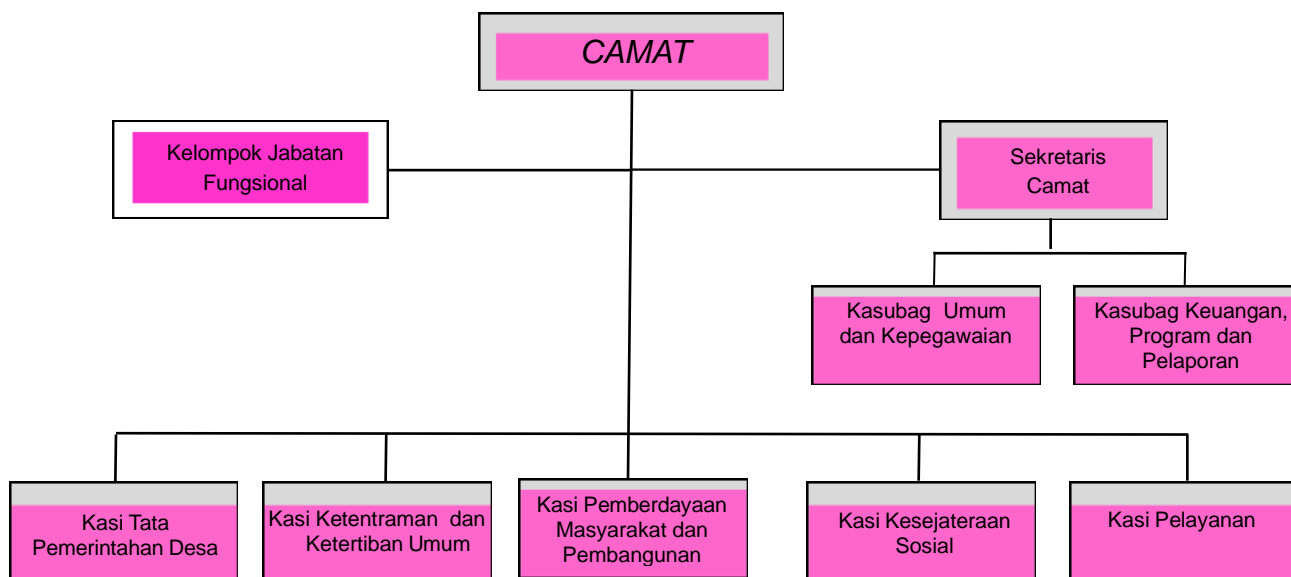 CAMAT
Kelompok Jabatan
Fungsional
Sekretaris
Camat
Kasubag Umum
dan Kepegawaian
Kasubag Keuangan,
Program dan
Pelaporan
Kasi Tata
Pemerintahan Desa
Kasi Ketentraman dan
Ketertiban Umum
Kasi Pemberdayaan
Masyarakat dan
Pembangunan
Kasi Kesejateraan
Sosial
Kasi Pelayanan